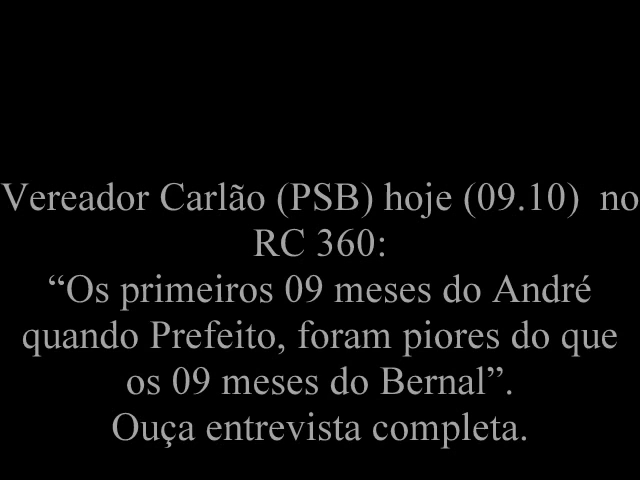 Vereador Carlão (PSB) hoje (09.10)  no
RC 360:
“Os primeiros 09 meses do André
quando Prefeito, foram piores do que
os 09 meses do Bernal”.
Ouça entrevista completa.